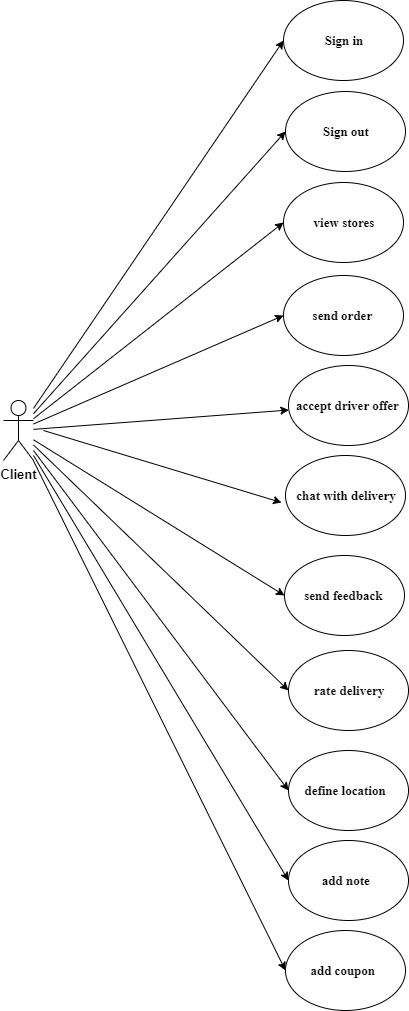 Sign in
Sign out
view stores
send order
accept driver offer
Client
chat with delivery
send feedback
rate delivery
define location
add note
add coupon